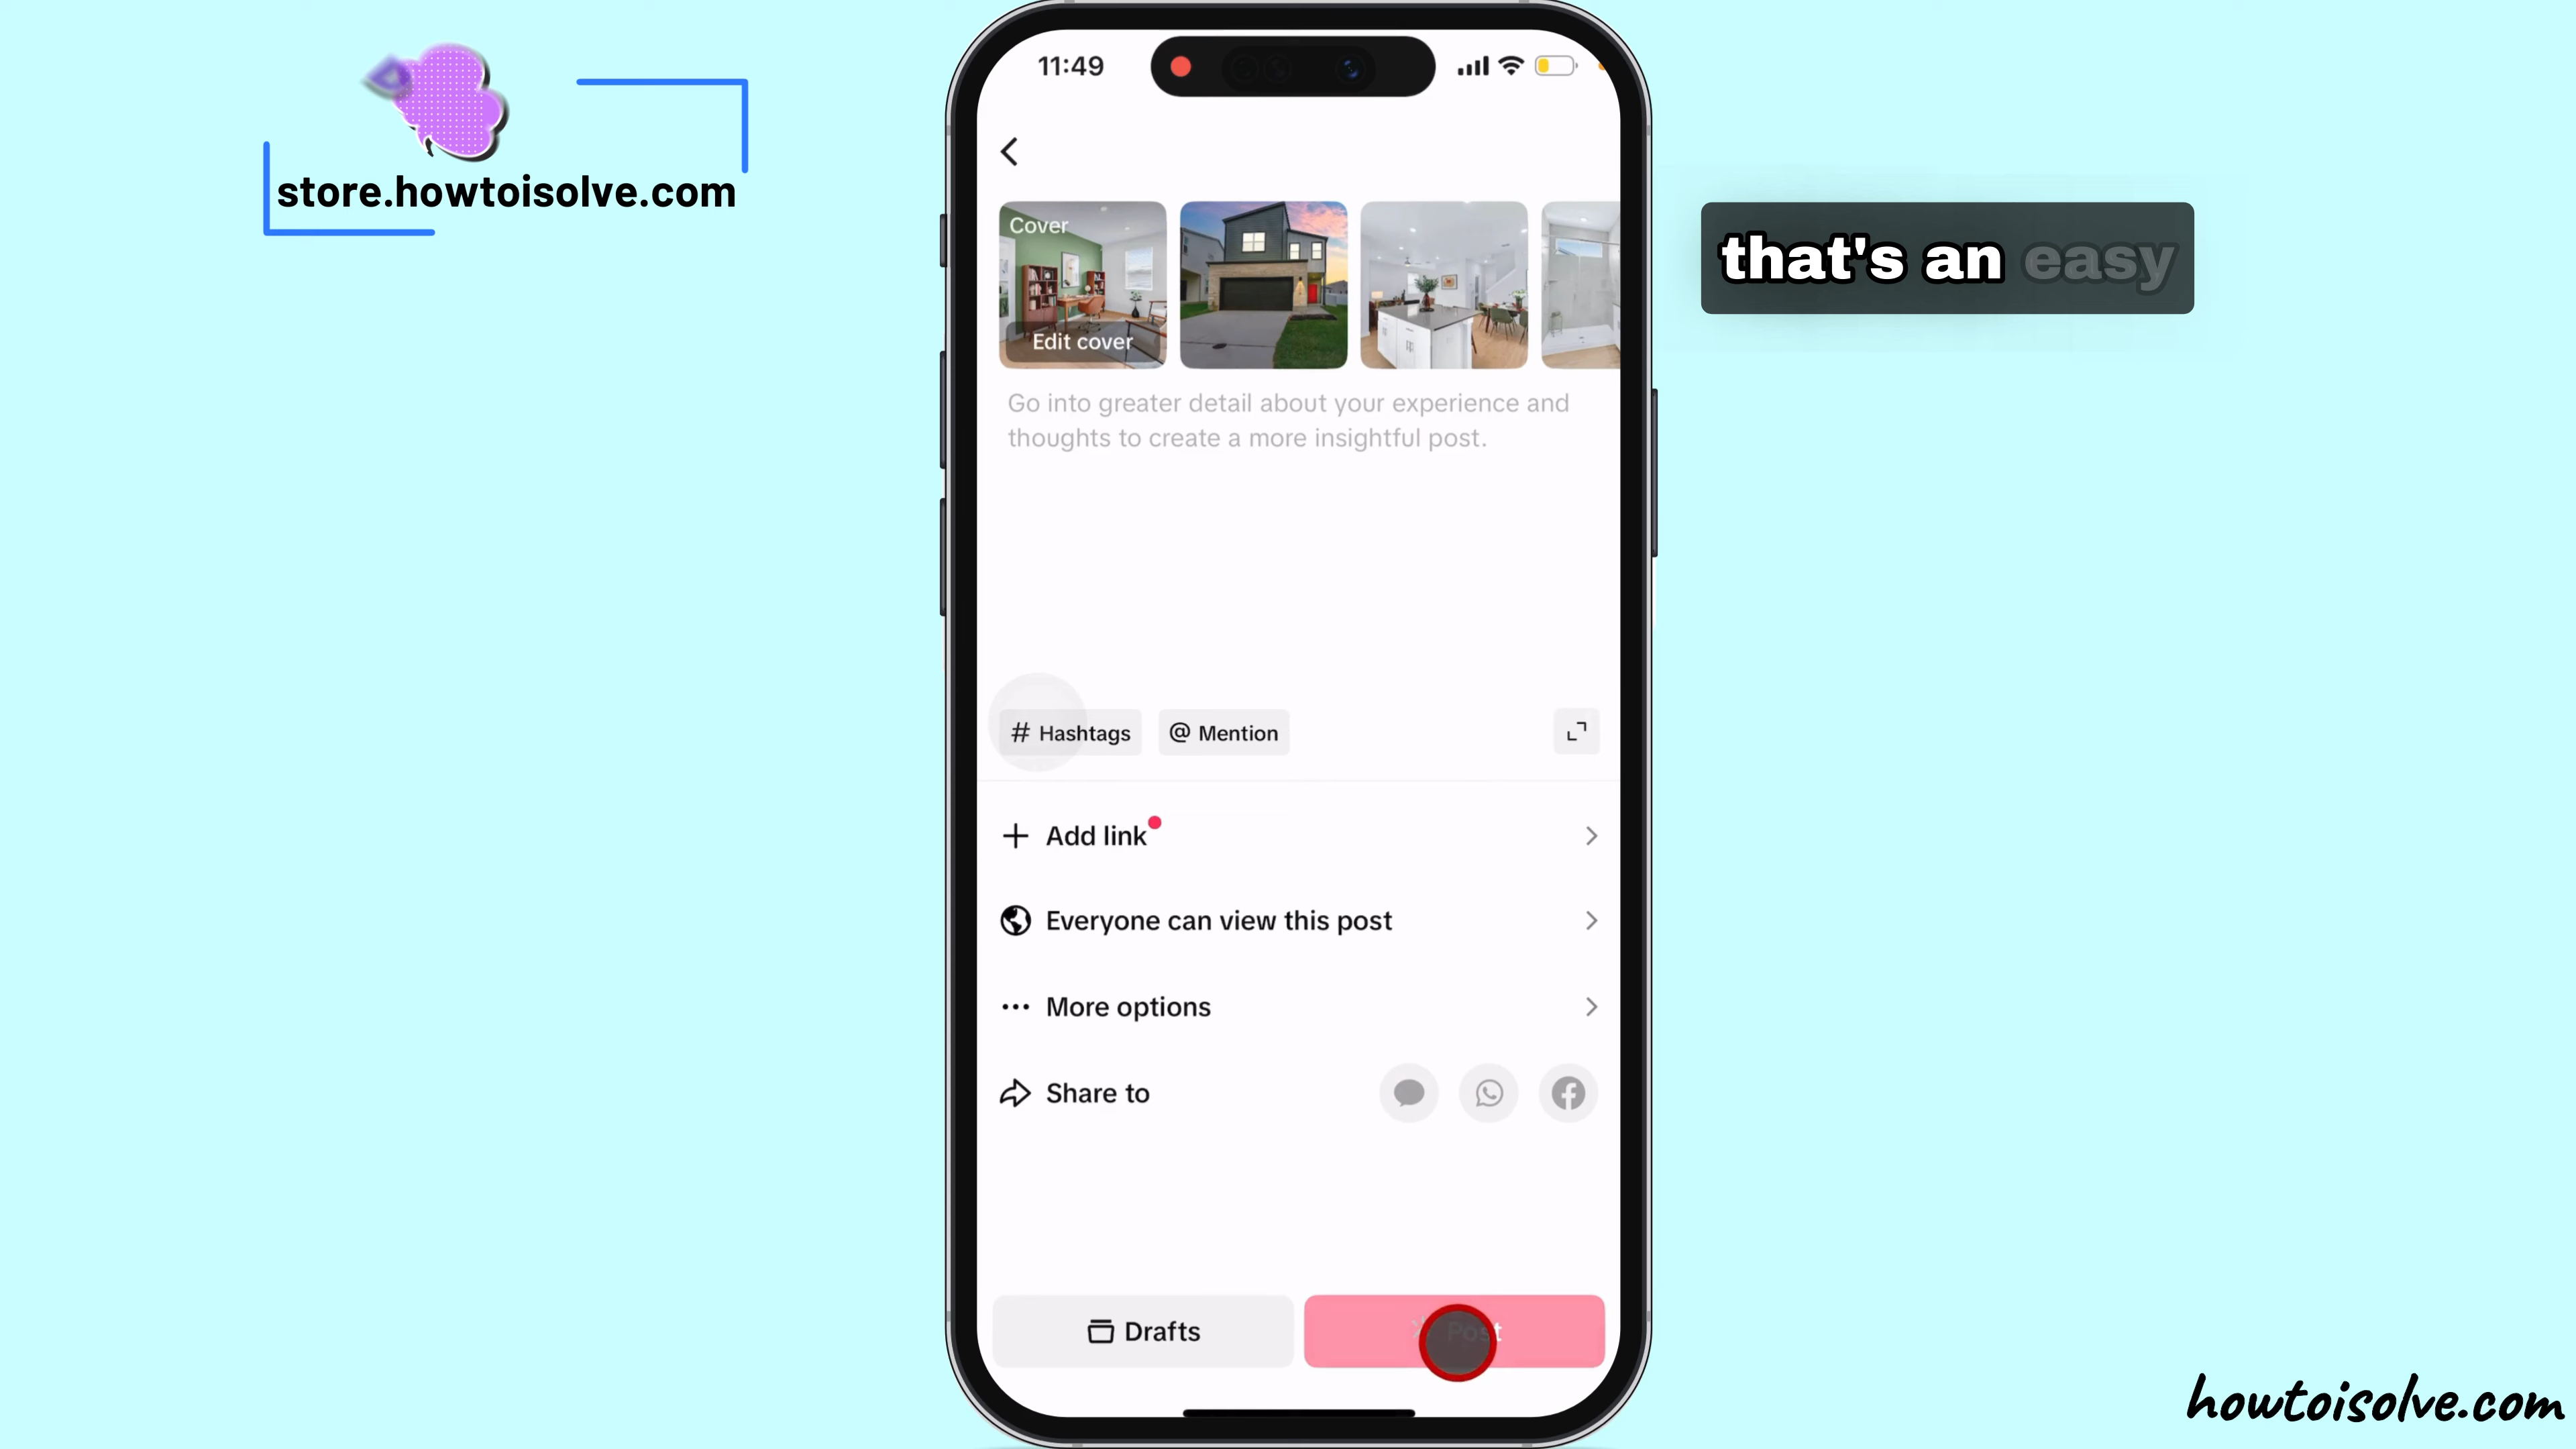 store.howtoisolve.com
11:49
Cover
Edit cover
that's an easy
Go into greater detail about your experience and
thoughts to create a more insightful post.
# Hashtags
@ Mention
Add link
Everyone can view this post
More options
Share to
Drafts
Post
howtoisolve.com